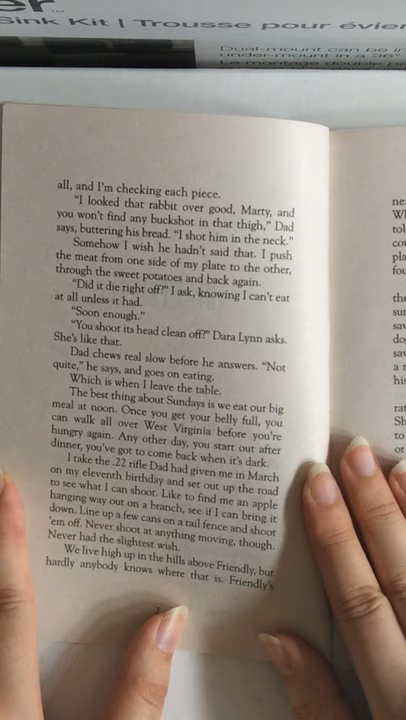 er™
Sink Kit | Trousse pour évier
Dual-mount can be in
under-mount in a 36"
Le montage double pe
all, and I'm checking each piece.
"I looked that rabbit over good, Marty, and
you won't find any buckshot in that thigh," Dad
says, buttering his bread. "I shot him in the neck."
Somehow I wish he hadn't said that. I push
the meat from one side of my plate to the other,
through the sweet potatoes and back again.
"Did it die right off?" I ask, knowing I can't eat
at all unless it had.
"Soon enough."
"You shoot its head clean off?" Dara Lynn asks.
She's like that.
Dad chews real slow before he answers. "Not
quite," he says, and goes on eating.
Which is when I leave the table.
The best thing about Sundays is we eat our big
meal at noon. Once you get your belly full, you
can walk all over West Virginia before you're
hungry again. Any other day, you start out after
dinner, you've got to come back when it's dark.
I take the .22 rifle Dad had given me in March
on my eleventh birthday and set out up the road
to see what I can shoot. Like to find me an apple
hanging way out on a branch, see if I can bring it
down. Line up a few cans on a rail fence and shoot
'em off. Never shoot at anything moving, though.
Never had the slightest wish.
We live high up in the hills above Friendly, but
hardly anybody knows where that is. Friendly's